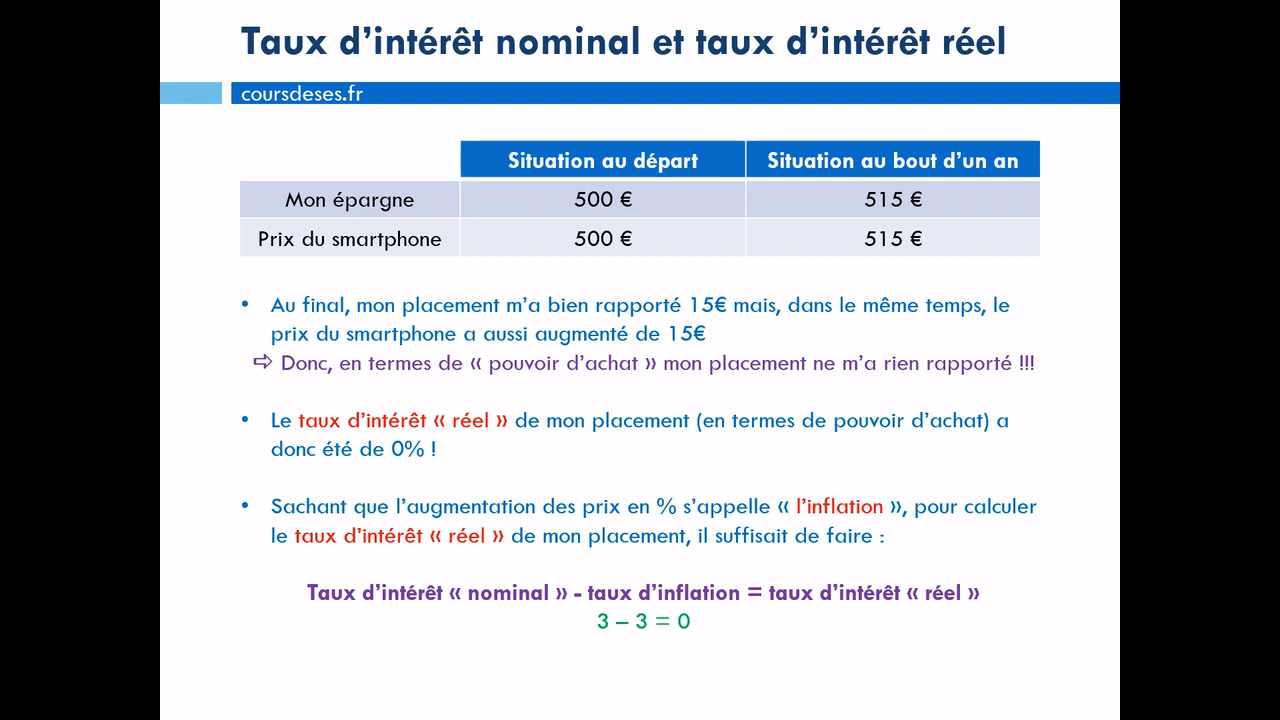 Taux d’intérêt nominal et taux d’intérêt réel
coursdeses.fr
Situation au départ Situation au bout d’un an
Mon épargne 500 € 515 €
Prix du smartphone 500 € 515 €
• Au final, mon placement m’a bien rapporté 15€ mais, dans le même temps, le
prix du smartphone a aussi augmenté de 15€
⇨ Donc, en termes de « pouvoir d’achat » mon placement ne m’a rien rapporté !!!
• Le taux d’intérêt « réel » de mon placement (en termes de pouvoir d’achat) a
donc été de 0% !
• Sachant que l’augmentation des prix en % s’appelle « l’inflation », pour calculer
le taux d’intérêt « réel » de mon placement, il suffisait de faire :
Taux d’intérêt « nominal » - taux d’inflation = taux d’intérêt « réel »
3 – 3 = 0